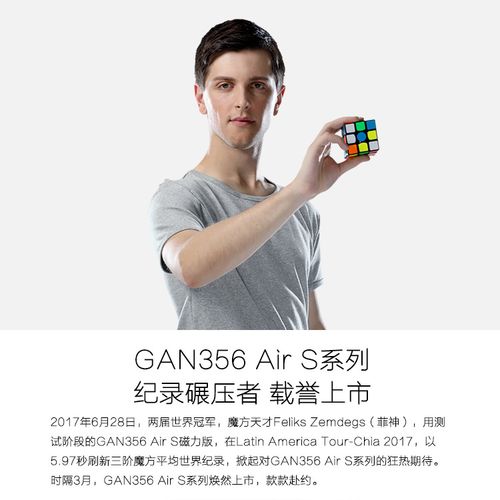 GAN356 Air S系列
纪录碾压者 载誉上市
2017年6月28日，两届世界冠军，魔方天才Feliks Zemdegs（菲神），用测
试阶段的GAN356 Air S磁力版，在Latin America Tour-Chia 2017，以
5.97秒刷新三阶魔方平均世界纪录，掀起对GAN356 Air S系列的狂热期待。
时隔3月，GAN356 Air S系列焕然上市，款款赴约。